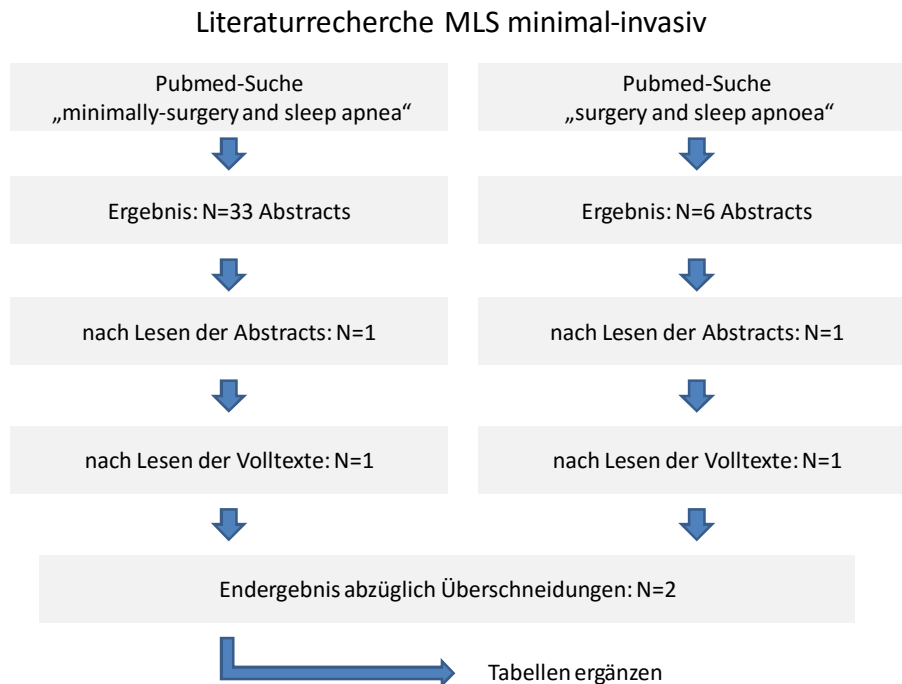 Literaturrecherche MLS minimal-invasiv
Pubmed-Suche
„minimally-surgery and sleep apnea“
Pubmed-Suche
„surgery and sleep apnoea“
Ergebnis: N=33 Abstracts
Ergebnis: N=6 Abstracts
nach Lesen der Abstracts: N=1
nach Lesen der Abstracts: N=1
nach Lesen der Volltexte: N=1
nach Lesen der Volltexte: N=1
Endergebnis abzüglich Überschneidungen: N=2
Tabellen ergänzen